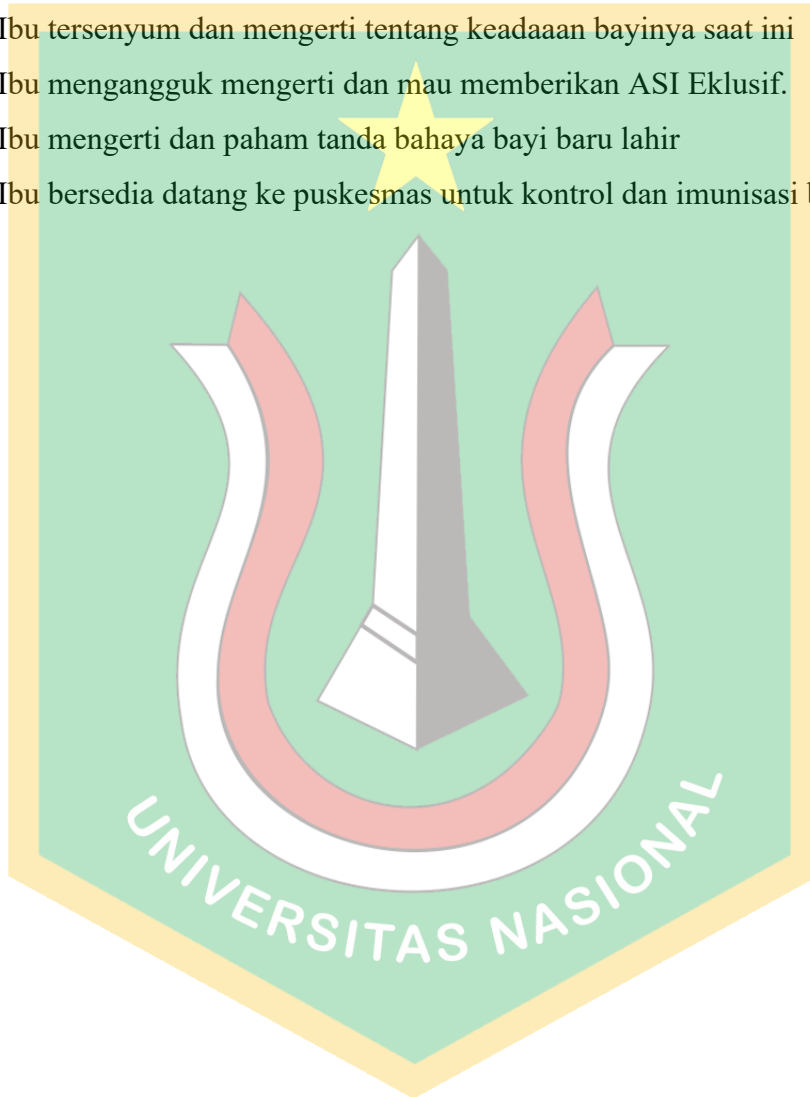 Ibu tersenyum dan mengerti tentang keadaaan bayinya saat ini
Ibu mengangguk mengerti dan mau memberikan ASI Eklusif.
Ibu mengerti dan paham tanda bahaya bayi baru lahir
Ibu bersedia datang ke puskesmas untuk kontrol dan imunisasi
UNIVERSITAS NASIONAL